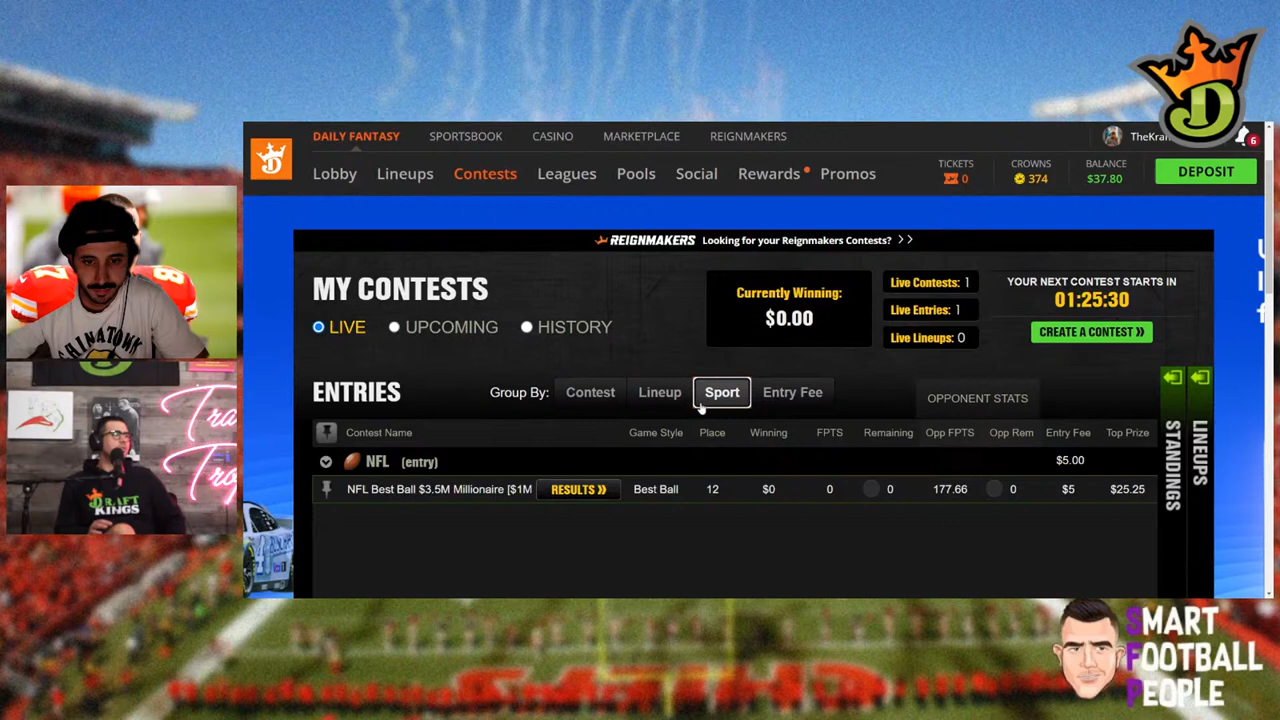 DAILY FANTASY SPORTSBOOK CASINO MARKETPLACE REIGNMAKERS
6
Lobby Lineups Contests Leagues Pools Social Rewards Promos
TICKETS 0
CROWNS 374
BALANCE $37.80
DEPOSIT
REIGNMAKERS Looking for your Reignmakers Contests?
MY CONTESTS
LIVE UPCOMING HISTORY
Currently Winning:
$0.00
Live Contests: 1
Live Entries: 1
Live Lineups: 0
YOUR NEXT CONTEST STARTS IN
01:25:30
CREATE A CONTEST »
ENTRIES
Group By: Contest Lineup Sport Entry Fee
OPPONENT STATS
Contest Name Game Style Place Winning FPTS Remaining Opp FPTS Opp Rem Entry Fee Top Prize
NFL (entry) $5.00
NFL Best Ball $3.5M Millionaire [$1M RESULTS » Best Ball 12 $0 0 0 177.66 0 $5 $25.25
STANDINGS
LINEUPS
CHINATOWN
DRAFT
KINGS
CHIEFS
SMART
FOOTBALL
PEOPLE